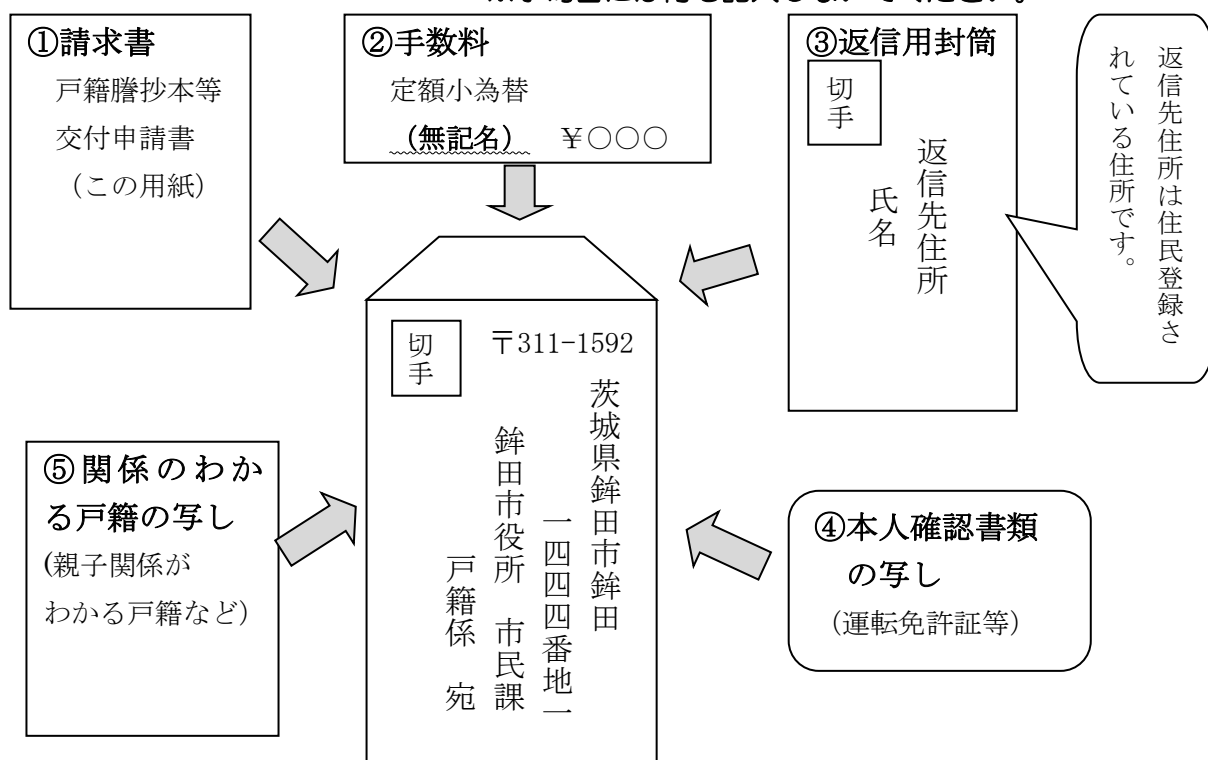 ①請求書
戸籍謄抄本等
交付申請書
(この用紙)
②手数料
定額小為替
(無記名) ¥○○○
③返信用封筒
切手
返信先住所
氏名
返信先住所は住民登録さ
れている住所です。
切手
〒311-1592
茨城県鉾田市鉾田
一四四四番地一
鉾田市役所 市民課
戸籍係 宛
④本人確認書類
の写し
(運転免許証等)
⑤関係のわか
る戸籍の写し
(親子関係が
わかる戸籍など)